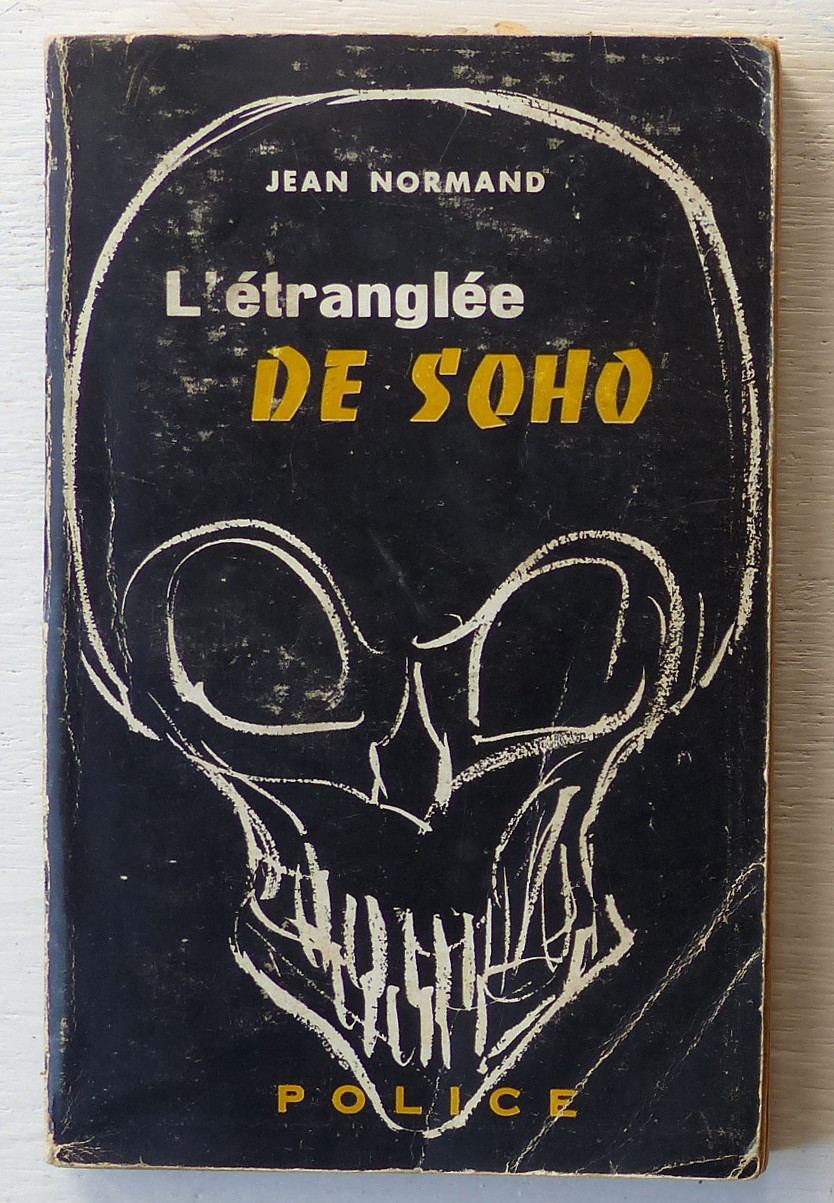 JEAN NORMAND
L'étranglée
DE SOHO
POLICE